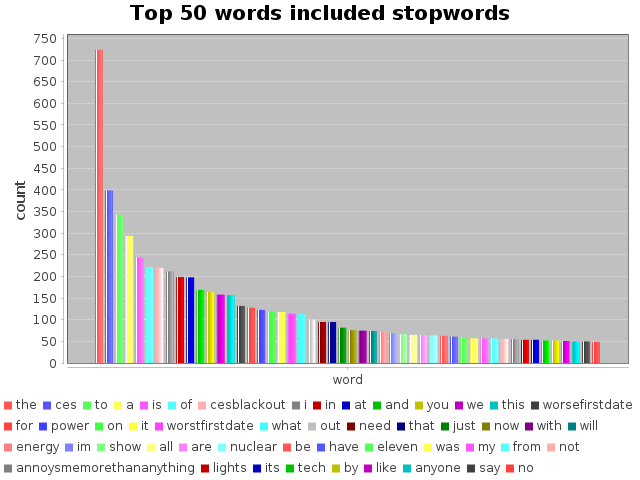 Top 50 words included stopwords
750
700
650
600
550
500
450
400
350
300
250
200
150
100
50
0
count
word
the ces to a is of cesblackout i in at and you we this worsefirstdate
for power on it worstfirstdate what out need that just now with will
energy im show all are nuclear be have eleven was my from not
annoysmemorethananything lights its tech by like anyone say no